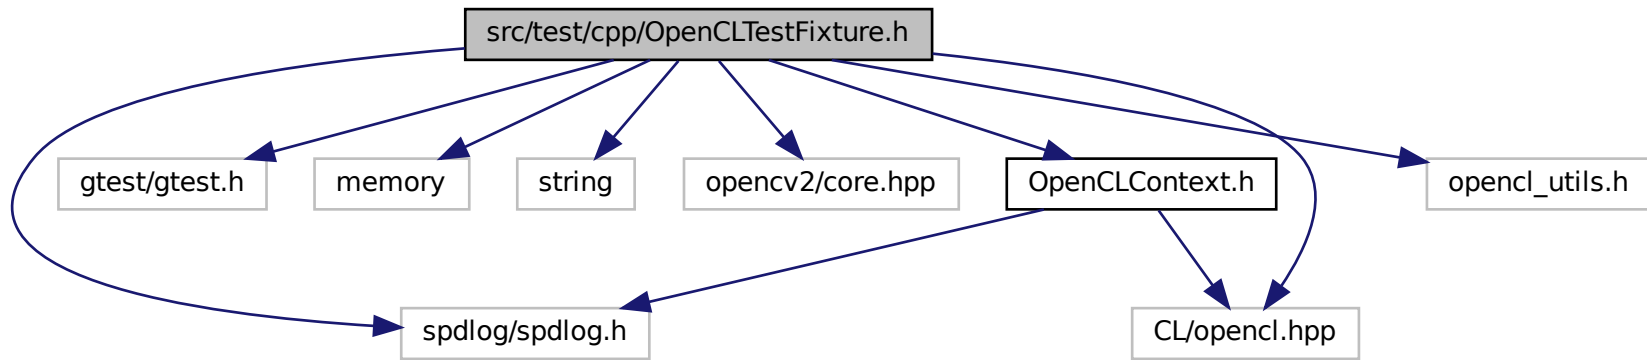 src/test/cpp/OpenCLTestFixture.h
gtest/gtest.h
memory
string
opencv2/core.hpp
OpenCLContext.h
opencl_utils.h
spdlog/spdlog.h
CL/opencl.hpp